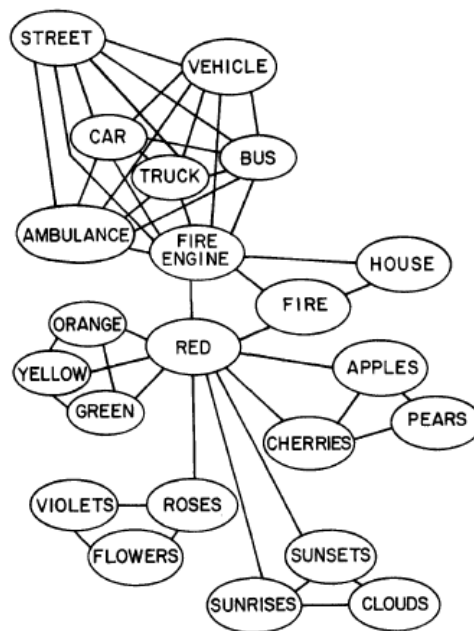 STREET
VEHICLE
CAR
TRUCK
BUS
AMBULANCE
FIRE
ENGINE
HOUSE
FIRE
ORANGE
RED
YELLOW
GREEN
APPLES
PEARS
CHERRIES
VIOLETS
ROSES
FLOWERS
SUNSETS
SUNRISES
CLOUDS